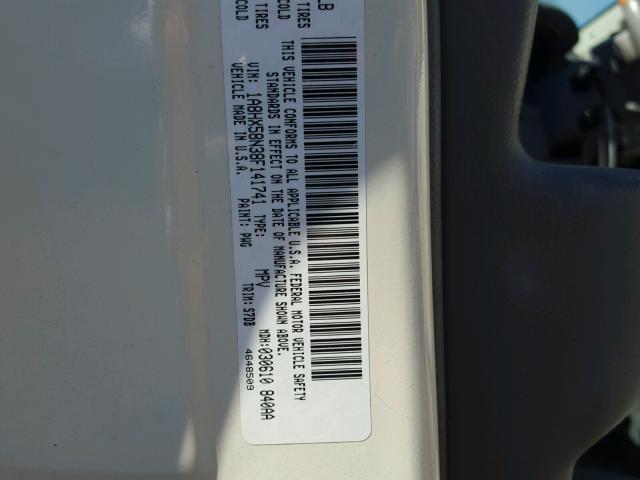 LB
TIRES COLD
TIRES COLD
THIS VEHICLE CONFORMS TO ALL APPLICABLE U.S.A. FEDERAL MOTOR VEHICLE SAFETY
STANDARDS IN EFFECT ON THE DATE OF MANUFACTURE SHOWN ABOVE.
MDH:030610 840AA
VIN: 1A8HX58N38F141741 TYPE: MPV
VEHICLE MADE IN U.S.A. PAINT: PWG TRIM:S7DB
4648509